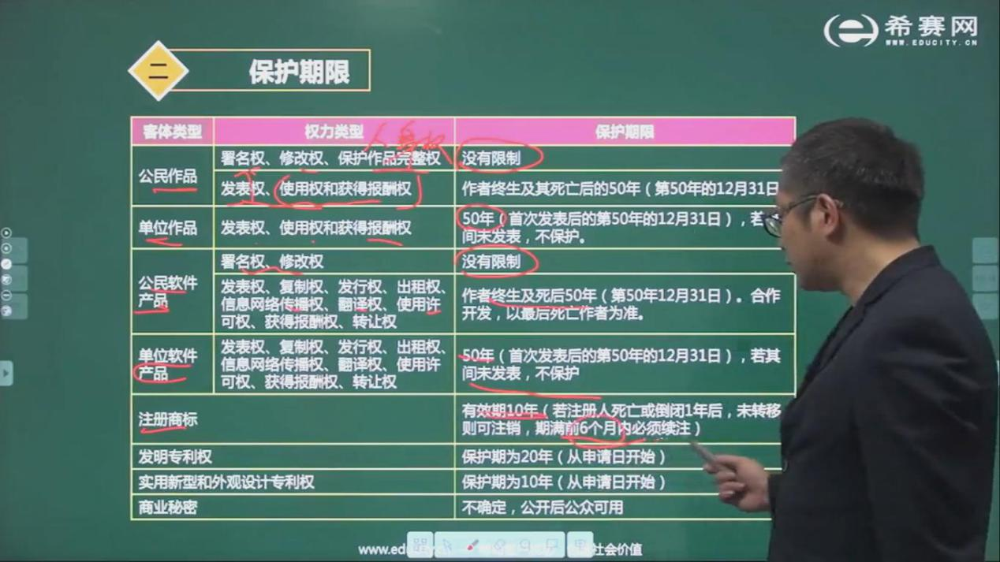 希赛网
WWW.EDUCITY.CN
二
保护期限
客体类型 权力类型 保护期限
人身权
公民作品
署名权、修改权、保护作品完整权 没有限制
发表权、使用权和获得报酬权 作者终生及其死亡后的50年（第50年的12月31日
单位作品
发表权、使用权和获得报酬权
50年（首次发表后的第50年的12月31日），若
间未发表，不保护。
公民软件
产品
署名权、修改权 没有限制
发表权、复制权、发行权、出租权、
信息网络传播权、翻译权、使用许
可权、获得报酬权、转让权
作者终生及死后50年（第50年12月31日）。合作
开发，以最后死亡作者为准。
单位软件
产品
发表权、复制权、发行权、出租权、
信息网络传播权、翻译权、使用许
可权、获得报酬权、转让权
50年（首次发表后的第50年的12月31日），若其
间未发表，不保护
注册商标
有效期10年（若注册人死亡或倒闭1年后，未转移
则可注销，期满前6个月内必须续注）
发明专利权 保护期为20年（从申请日开始）
实用新型和外观设计专利权 保护期为10年（从申请日开始）
商业秘密 不确定，公开后公众可用
www.edu
社会价值